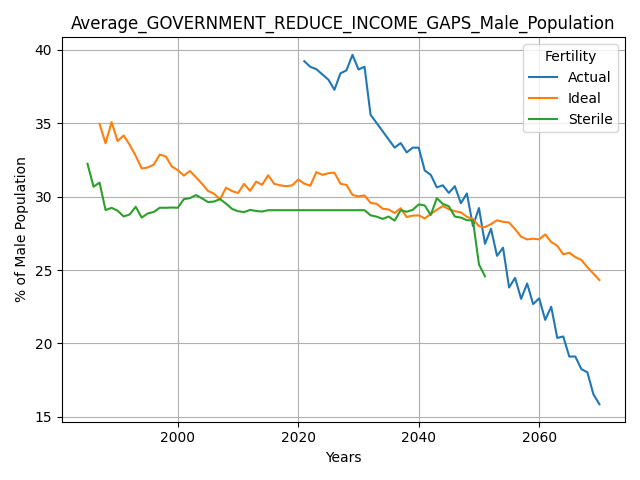 Average_GOVERNMENT_REDUCE_INCOME_GAPS_Male_Population
Fertility
Actual
Ideal
Sterile
% of Male Population
40
35
30
25
20
15
2000
2020
2040
2060
Years